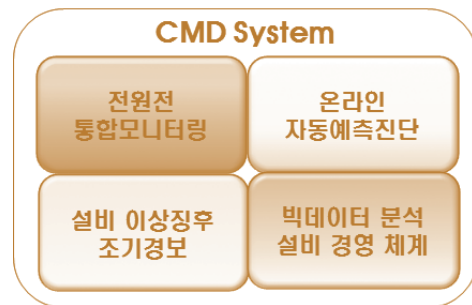 CMD System
전원전
통합모니터링
온라인
자동예측진단
설비 이상징후
조기경보
빅데이터 분석
설비 경영 체계